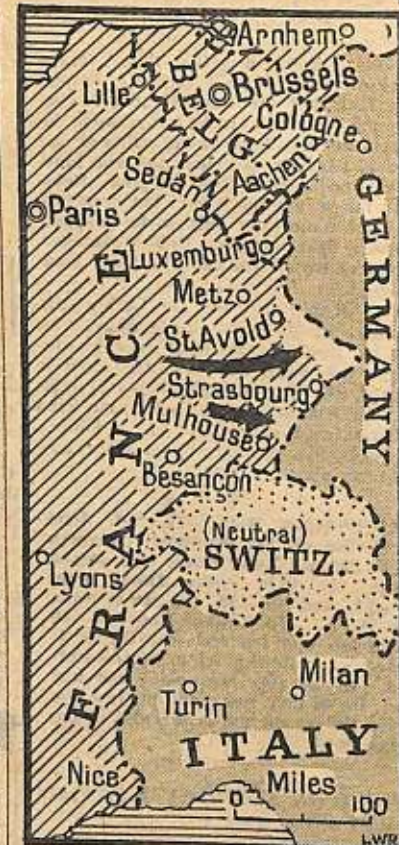 Arnhem
Lille
BELG.
Brussels
Cologne
Aachen
Sedan
GERMANY
Paris
Luxemburg
Metz
St.Avold
Strasbourg
Mulhouse
Besançon
FRANCE
(Neutral)
SWITZ.
Lyons
Milan
Turin
ITALY
Nice
Miles
0 100
LWR